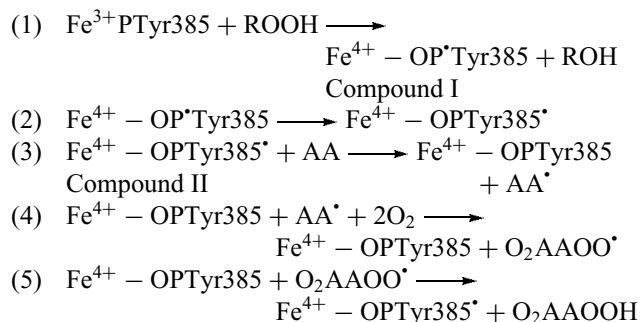 (1) Fe³⁺PTyr385 + ROOH ⟶
Fe⁴⁺ − OP•Tyr385 + ROH
Compound I
(2) Fe⁴⁺ − OP•Tyr385 ⟶ Fe⁴⁺ − OPTyr385•
(3) Fe⁴⁺ − OPTyr385• + AA ⟶ Fe⁴⁺ − OPTyr385
Compound II + AA•
(4) Fe⁴⁺ − OPTyr385 + AA• + 2O₂ ⟶
Fe⁴⁺ − OPTyr385 + O₂AAOO•
(5) Fe⁴⁺ − OPTyr385 + O₂AAOO• ⟶
Fe⁴⁺ − OPTyr385• + O₂AAOOH